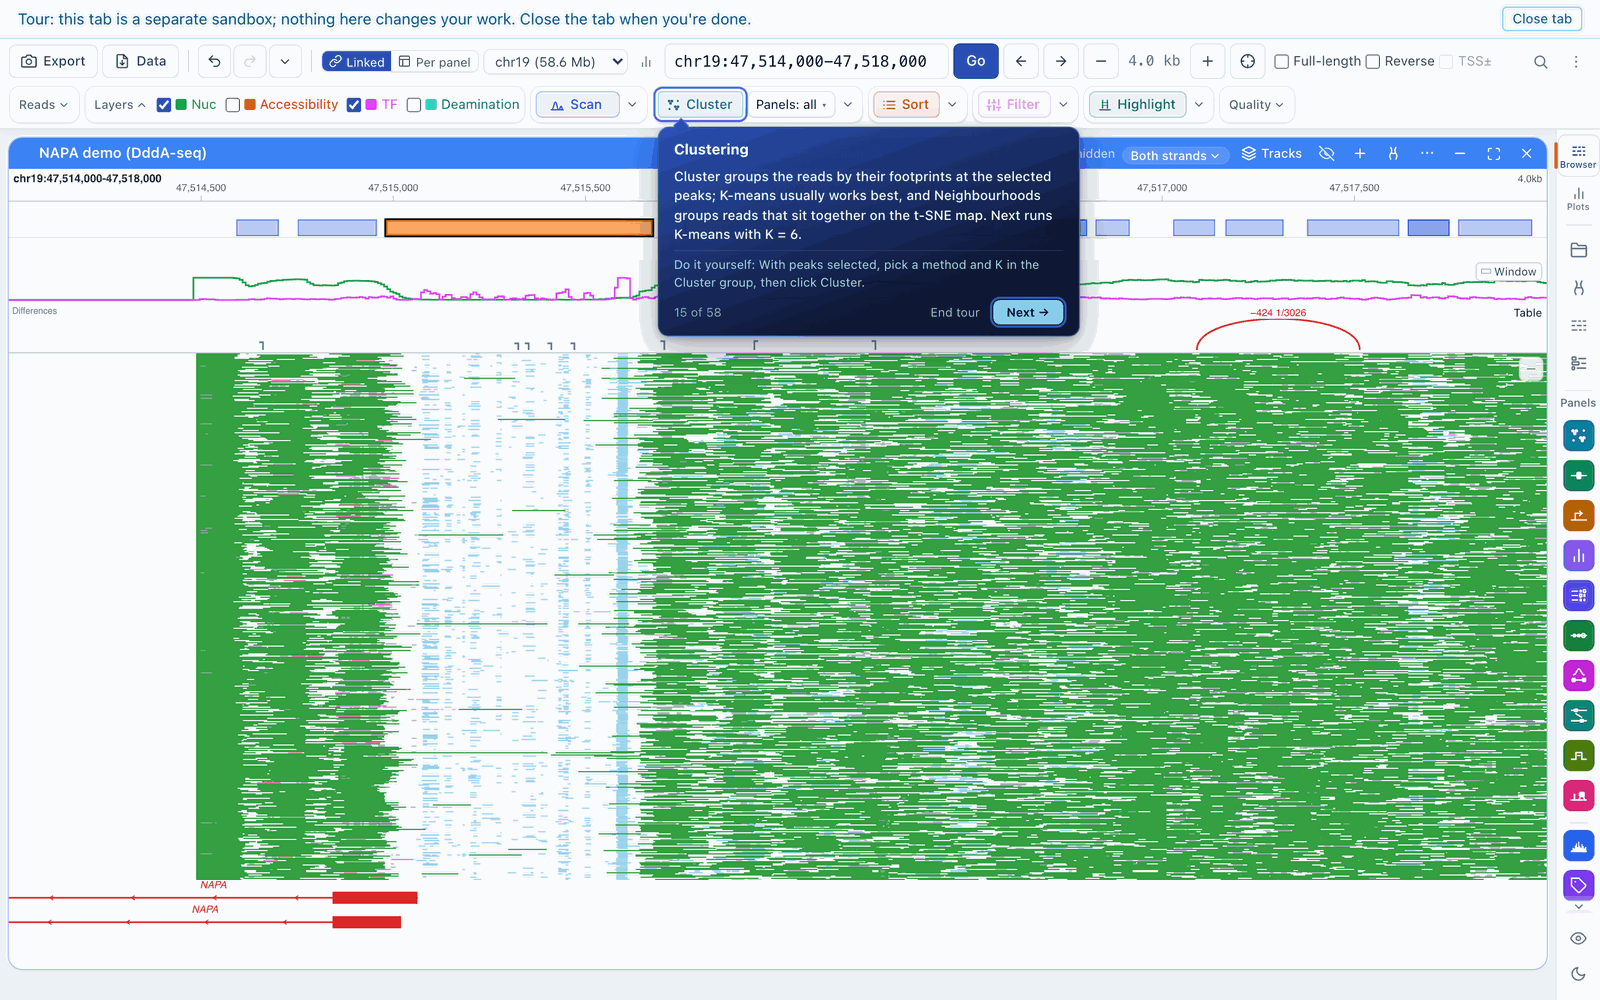 Tour: this tab is a separate sandbox; nothing here changes your work. Close the tab when you're done.
Close tab
Export
Data
Linked
Per panel
chr19 (58.6 Mb)
chr19:47,514,000–47,518,000
Go
4.0 kb
Full-length
Reverse
TSS±
Reads
Layers
Nuc
Accessibility
TF
Deamination
Scan
Cluster
Panels: all
Sort
Filter
Highlight
Quality
NAPA demo (DddA-seq)
hidden
Both strands
Tracks
Browser
chr19:47,514,000-47,518,000
47,514,500
47,515,000
47,515,500
47,517,000
47,517,500
4.0kb
Clustering
Cluster groups the reads by their footprints at the selected
peaks; K-means usually works best, and Neighbourhoods
groups reads that sit together on the t-SNE map. Next runs
K-means with K = 6.
Do it yourself: With peaks selected, pick a method and K in the
Cluster group, then click Cluster.
15 of 58
End tour
Next →
Plots
Window
Differences
−424 1/3026
Table
Panels
NAPA
NAPA